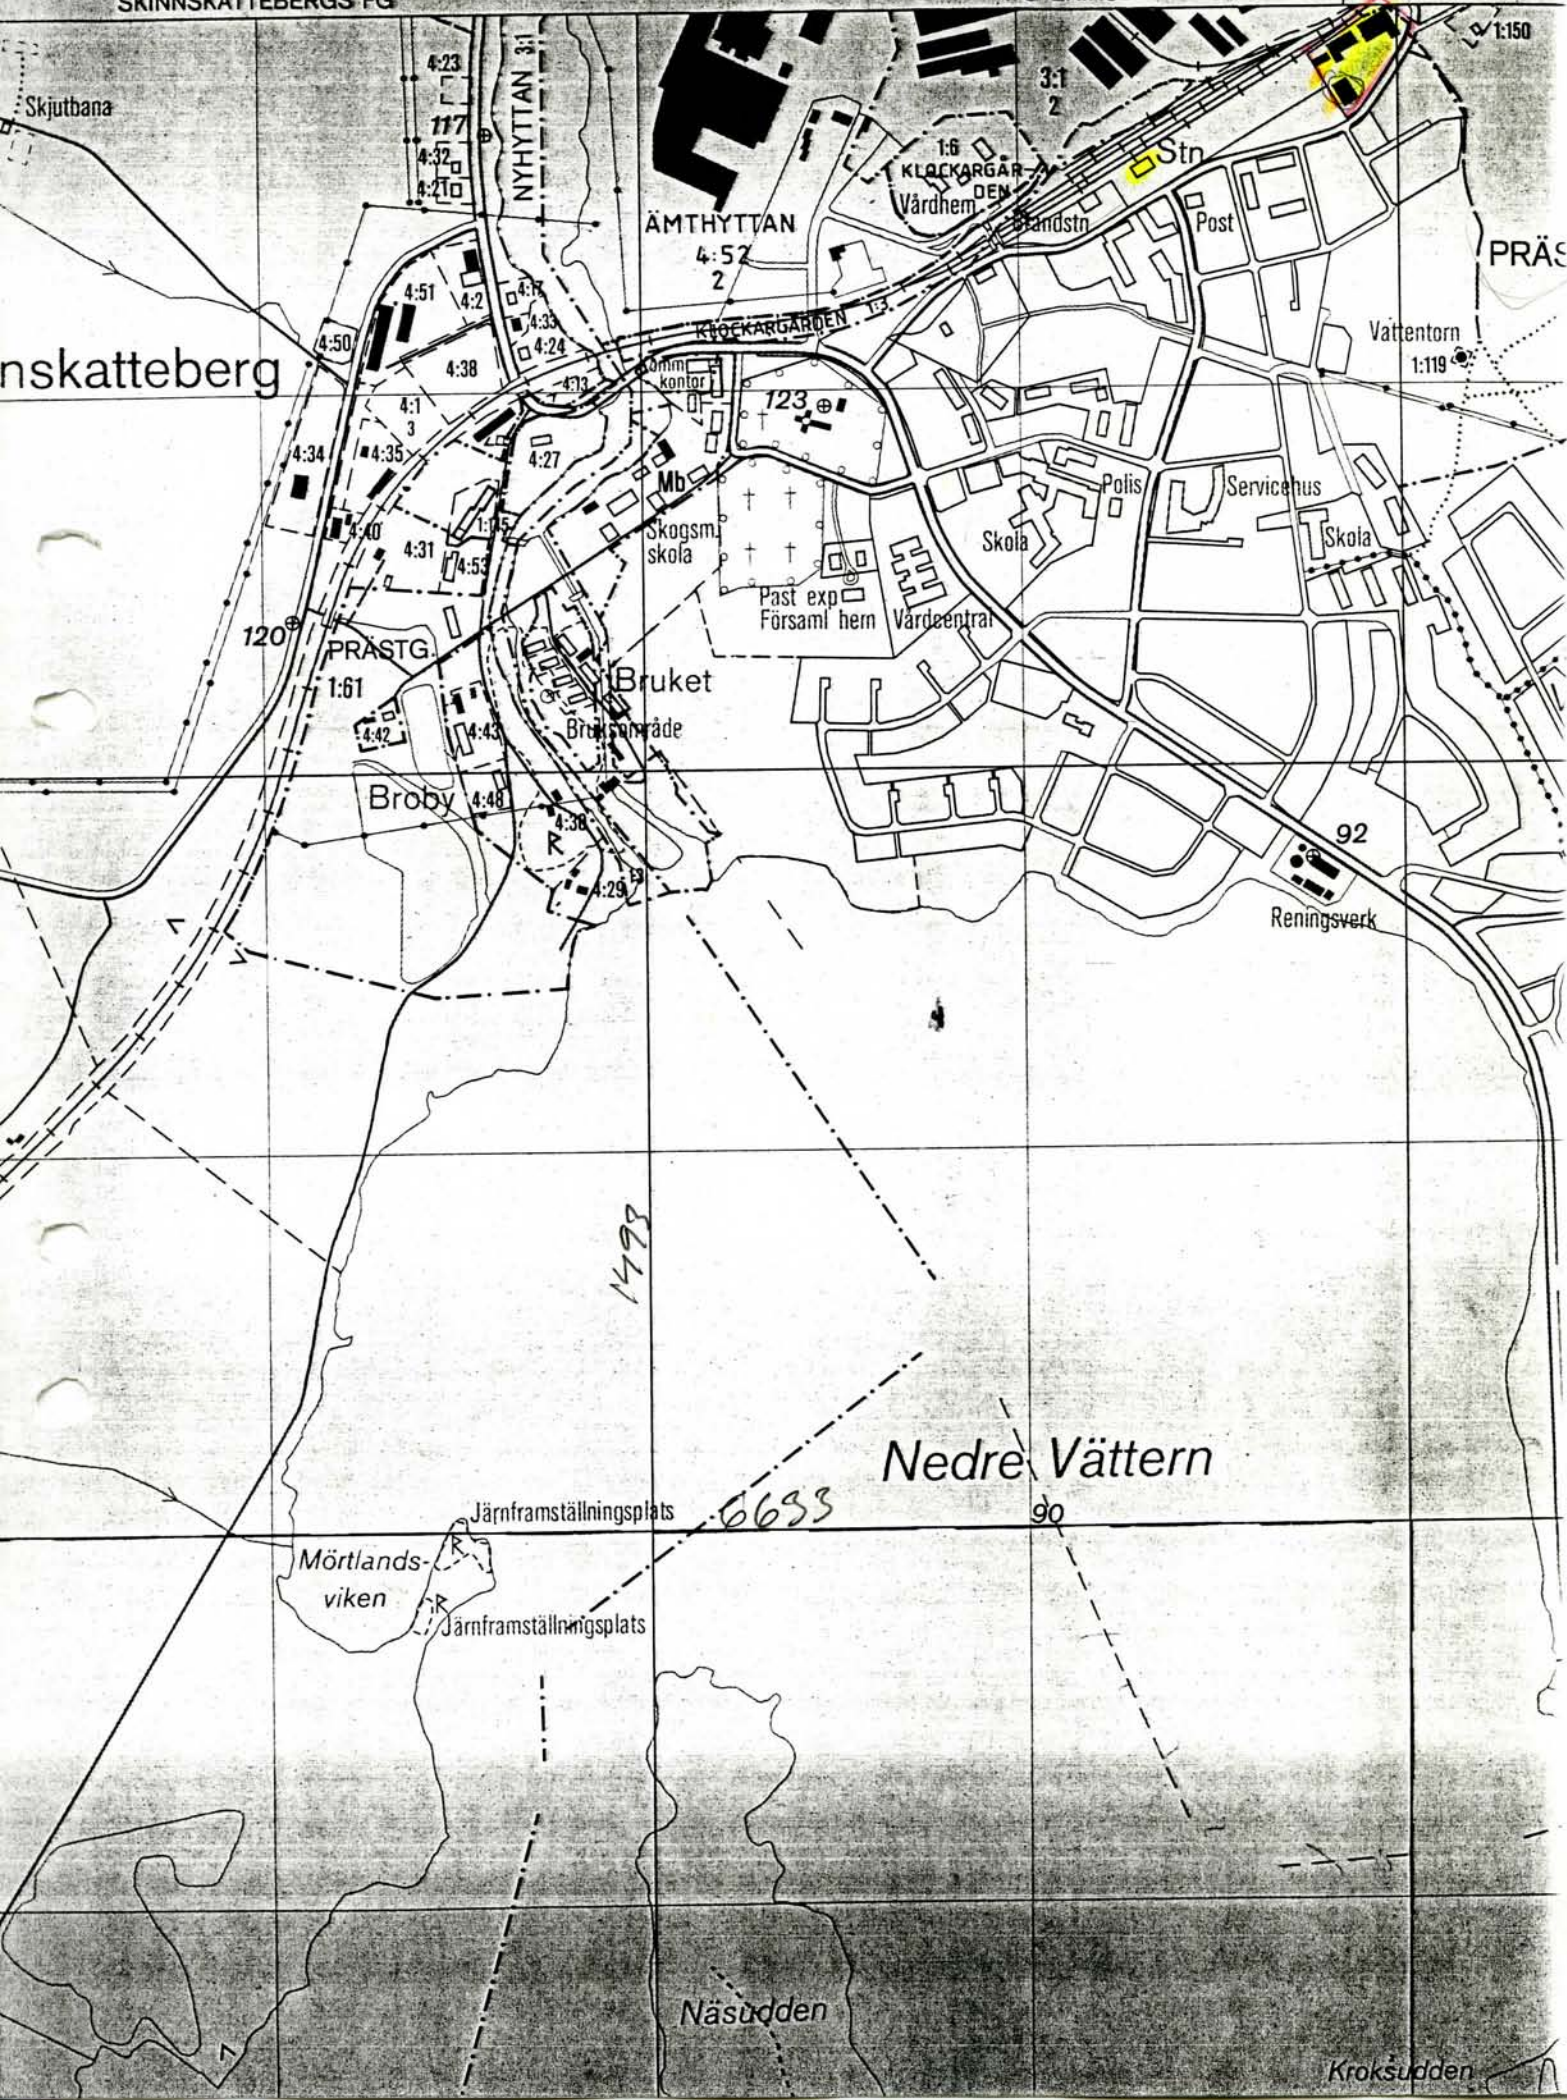 SKINNSKATTEBERGS FG
1:150
4:23
NYHYTTAN 3:1
3:1
2
Skjutbana
117
4:32
4:21
1:6
KLOCKARGÅR-
DEN
Vårdhem
Stn
Brandstn
Post
ÄMTHYTTAN
4:52
2
PRÄS
4:51
4:2
4:17
4:33
4:24
4:50
4:38
KLOCKARGÅRDEN
1:3
Vattentorn
1:119
nskatteberg
4:13
kontor
4:1
3
123
4:34
4:35
4:27
Mb
Polis
Servicehus
4:40
4:31
1:145
4:53
Skogsm.
skola
Skola
Skola
Past exp
Församl hem
Vårdcentral
120
PRÄSTG.
1:61
Bruket
4:42
4:43
Bruksområde
Broby
4:48
4:30
R
4:29
92
Reningsverk
1493
Nedre Vättern
Järnframställningsplats
6693
90
R
Mörtlands-
viken
R
Järnframställningsplats
Näsudden
Kroksudden